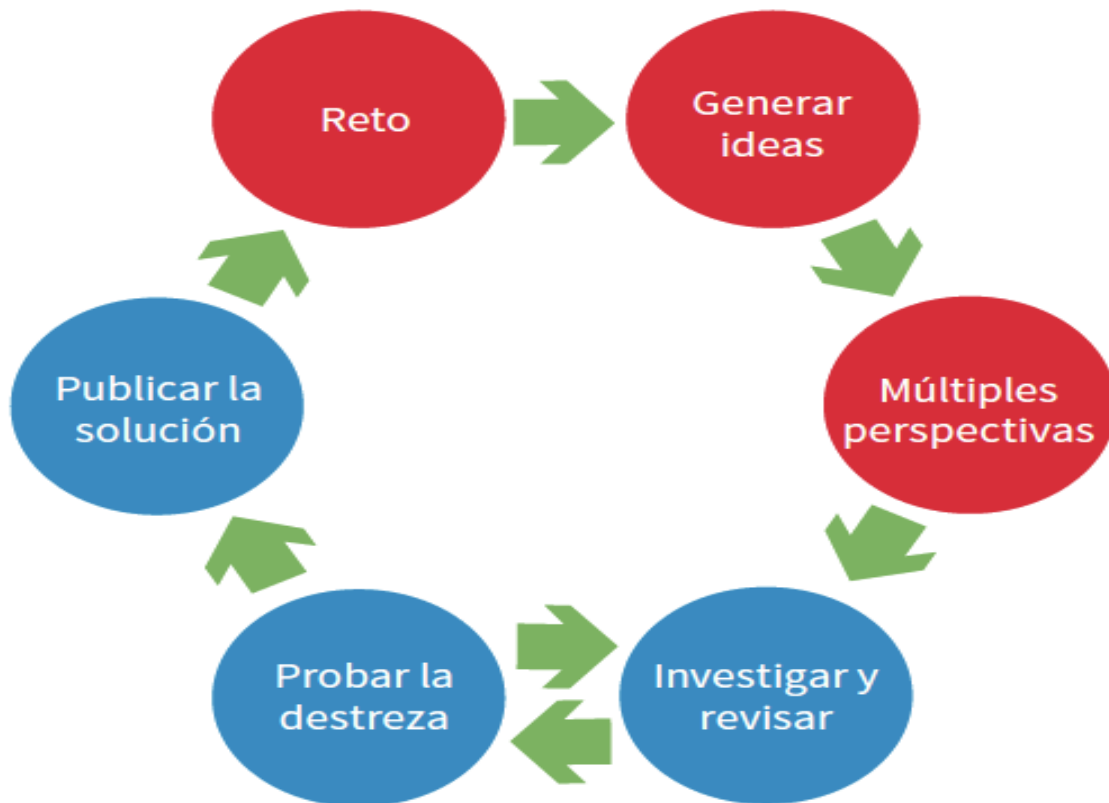 Reto
Generar
ideas
Múltiples
perspectivas
Investigar y
revisar
Probar la
destreza
Publicar la
solución